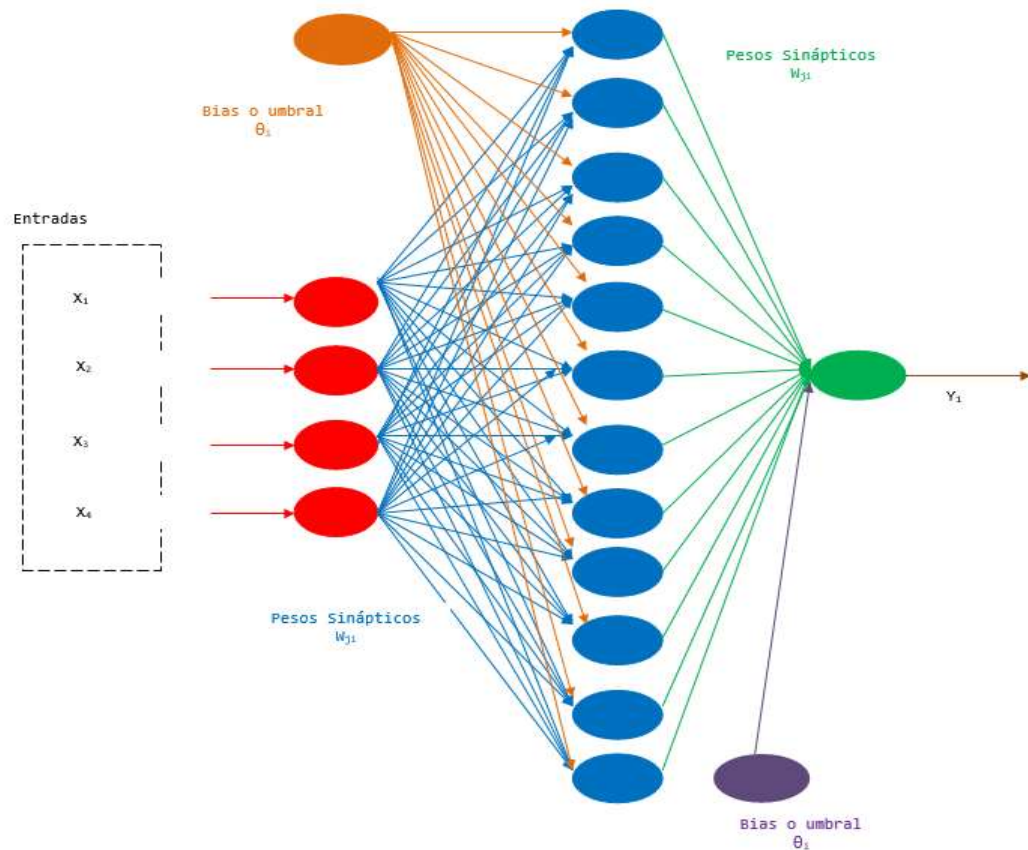 Pesos Sinápticos
Wⱼᵢ
Bias o umbral
θᵢ
Entradas
X₁
X₂
X₃
X₄
Y₁
Pesos Sinápticos
Wⱼᵢ
Bias o umbral
θᵢ